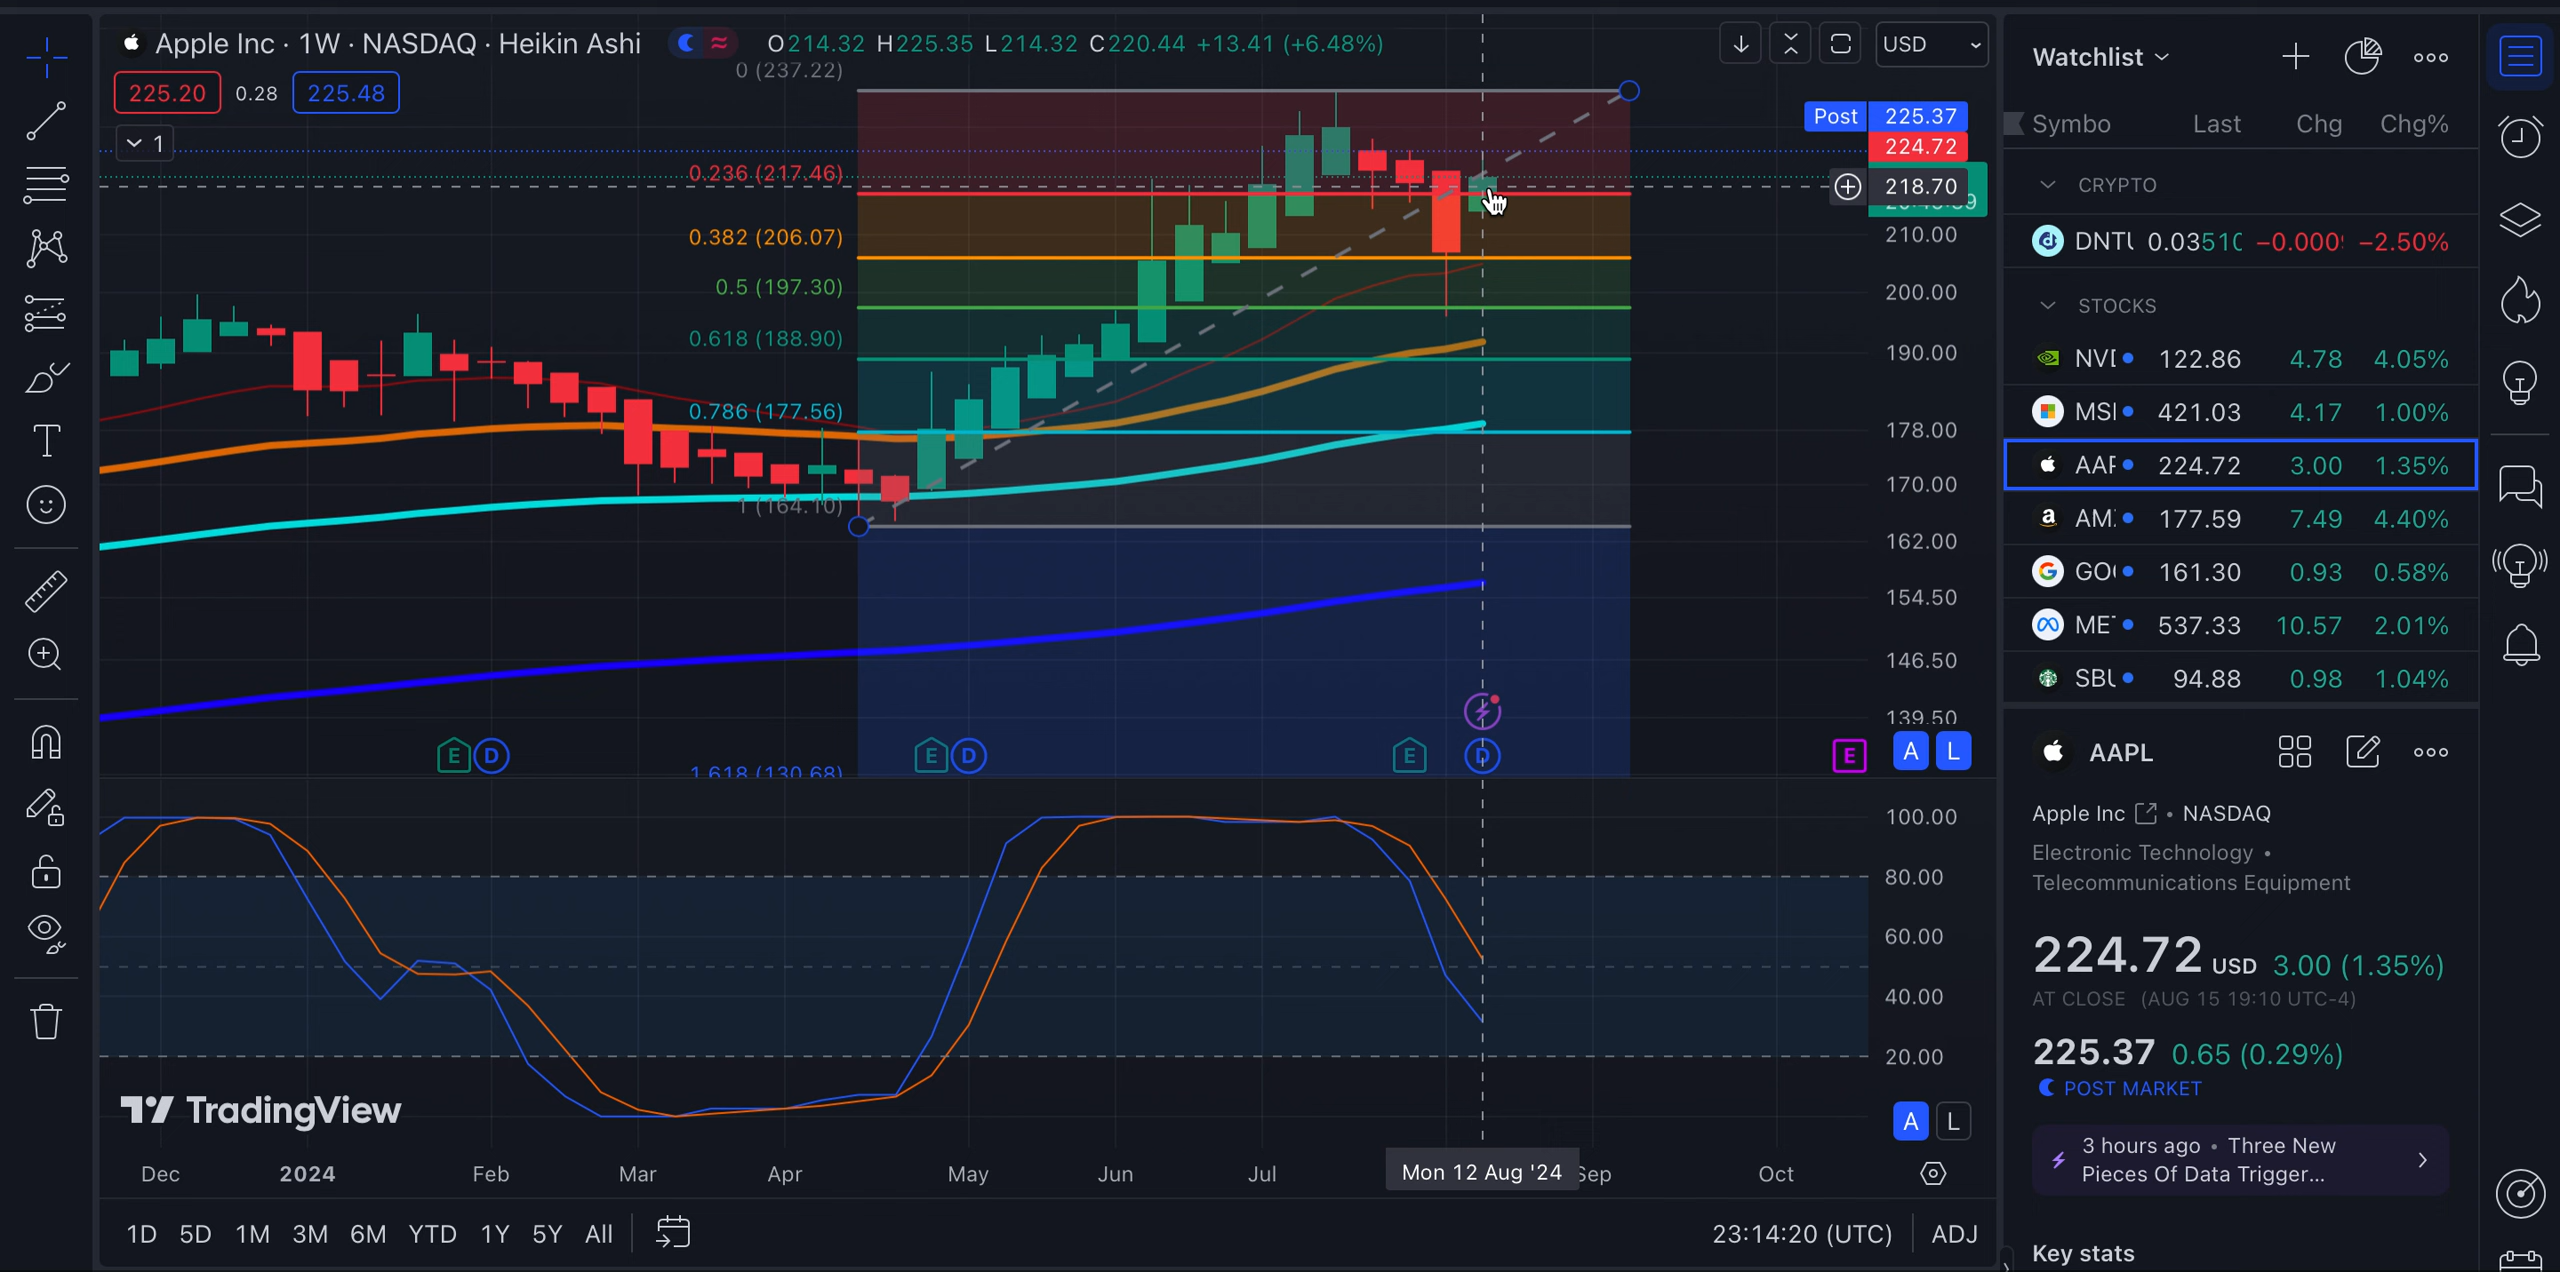 Apple Inc · 1W · NASDAQ · Heikin Ashi
O214.32 H225.35 L214.32 C220.44 +13.41 (+6.48%)
225.20 0.28 225.48
1
USD
0 (237.22)
0.236 (217.46)
0.382 (206.07)
0.5 (197.30)
0.618 (188.90)
0.786 (177.56)
1 (164.10)
1.618 (130.68)
Post 225.37
224.72
218.70
210.00
200.00
190.00
178.00
170.00
162.00
154.50
146.50
139.50
E D E D E D E
A L
100.00
80.00
60.00
40.00
20.00
A L
TradingView
Dec 2024 Feb Mar Apr May Jun Jul Mon 12 Aug '24 Sep Oct
1D 5D 1M 3M 6M YTD 1Y 5Y All
23:14:20 (UTC) ADJ
Watchlist
Symbo Last Chg Chg%
CRYPTO
DNTU 0.03510 −0.000 −2.50%
STOCKS
NVD 122.86 4.78 4.05%
MSI 421.03 4.17 1.00%
AAP 224.72 3.00 1.35%
AM 177.59 7.49 4.40%
GO 161.30 0.93 0.58%
ME 537.33 10.57 2.01%
SBU 94.88 0.98 1.04%
AAPL
Apple Inc • NASDAQ
Electronic Technology •
Telecommunications Equipment
224.72 USD 3.00 (1.35%)
AT CLOSE (AUG 15 19:10 UTC-4)
225.37 0.65 (0.29%)
POST MARKET
3 hours ago • Three New
Pieces Of Data Trigger...
Key stats